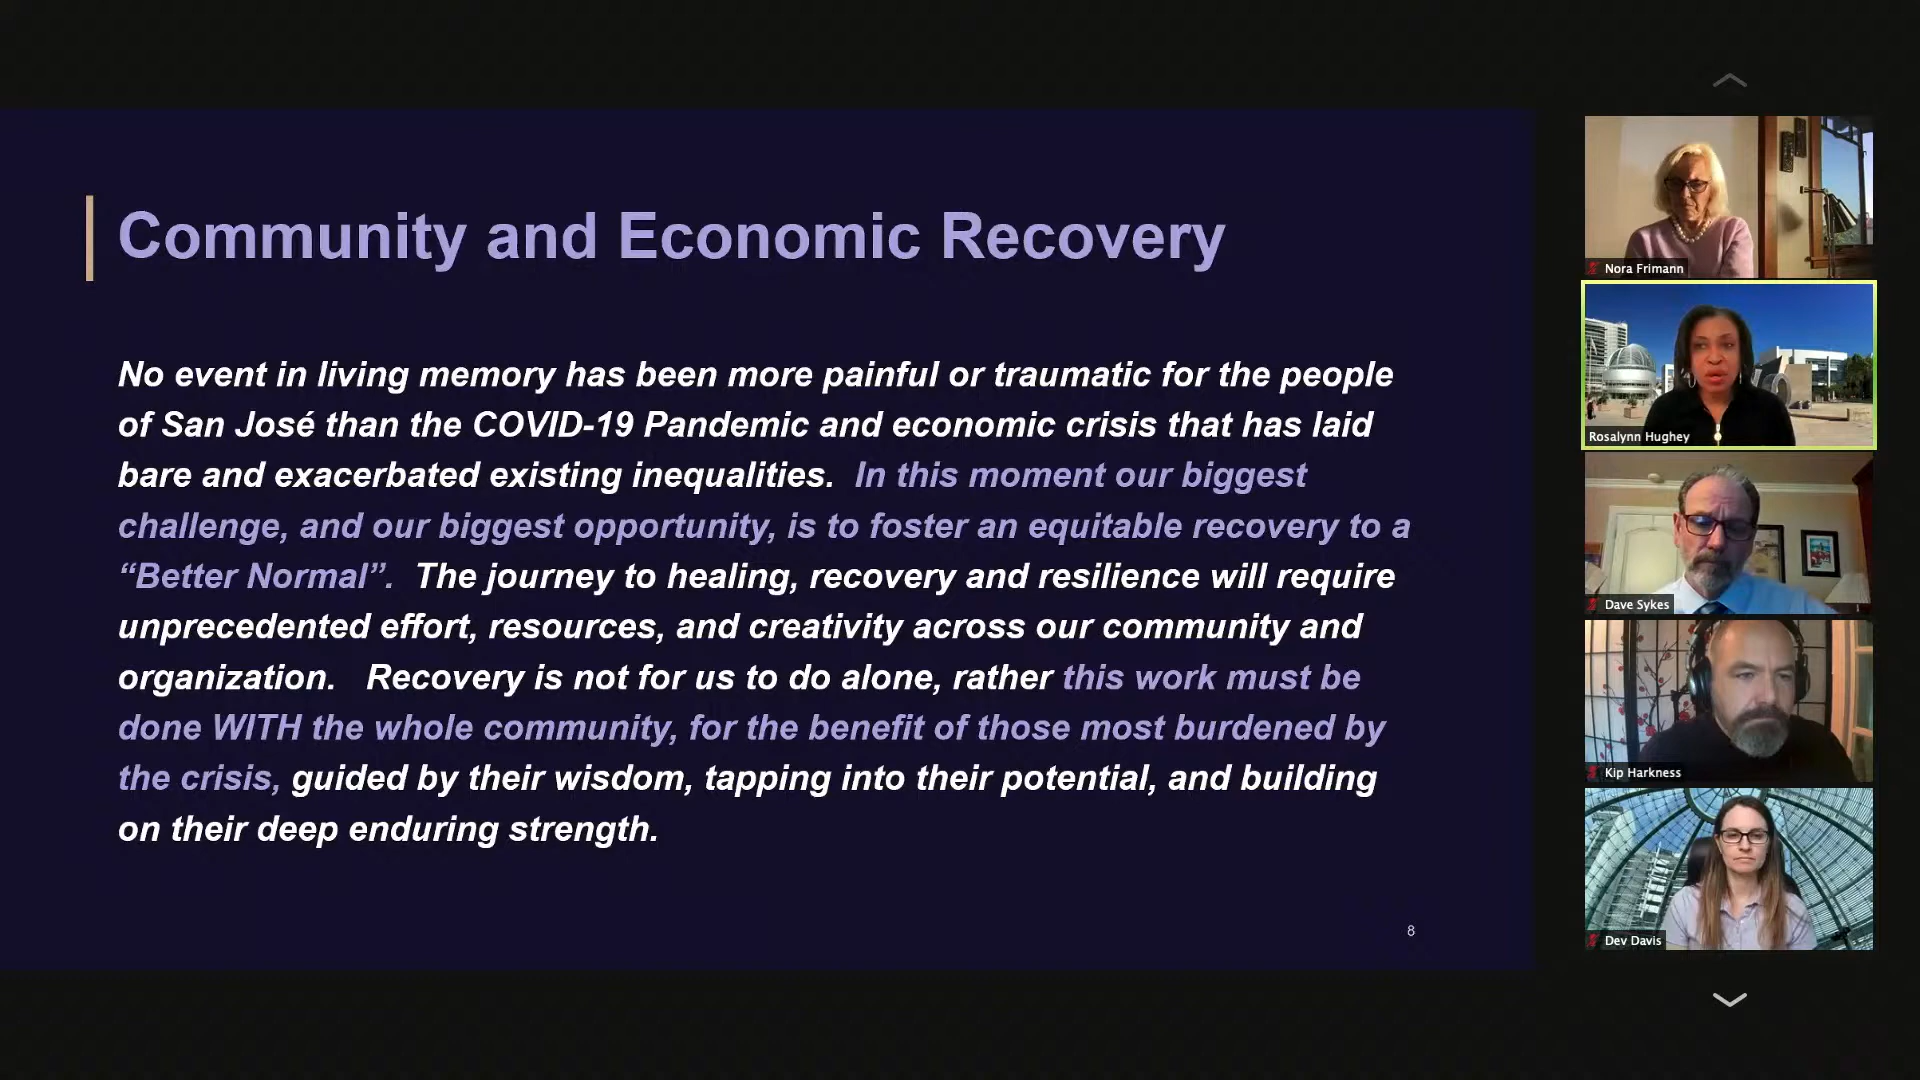 Community and Economic Recovery
No event in living memory has been more painful or traumatic for the people
of San José than the COVID-19 Pandemic and economic crisis that has laid
bare and exacerbated existing inequalities.  In this moment our biggest
challenge, and our biggest opportunity, is to foster an equitable recovery to a
“Better Normal”.  The journey to healing, recovery and resilience will require
unprecedented effort, resources, and creativity across our community and
organization.   Recovery is not for us to do alone, rather this work must be
done WITH the whole community, for the benefit of those most burdened by
the crisis, guided by their wisdom, tapping into their potential, and building
on their deep enduring strength.
8
Nora Frimann
Rosalynn Hughey
Dave Sykes
Kip Harkness
Dev Davis